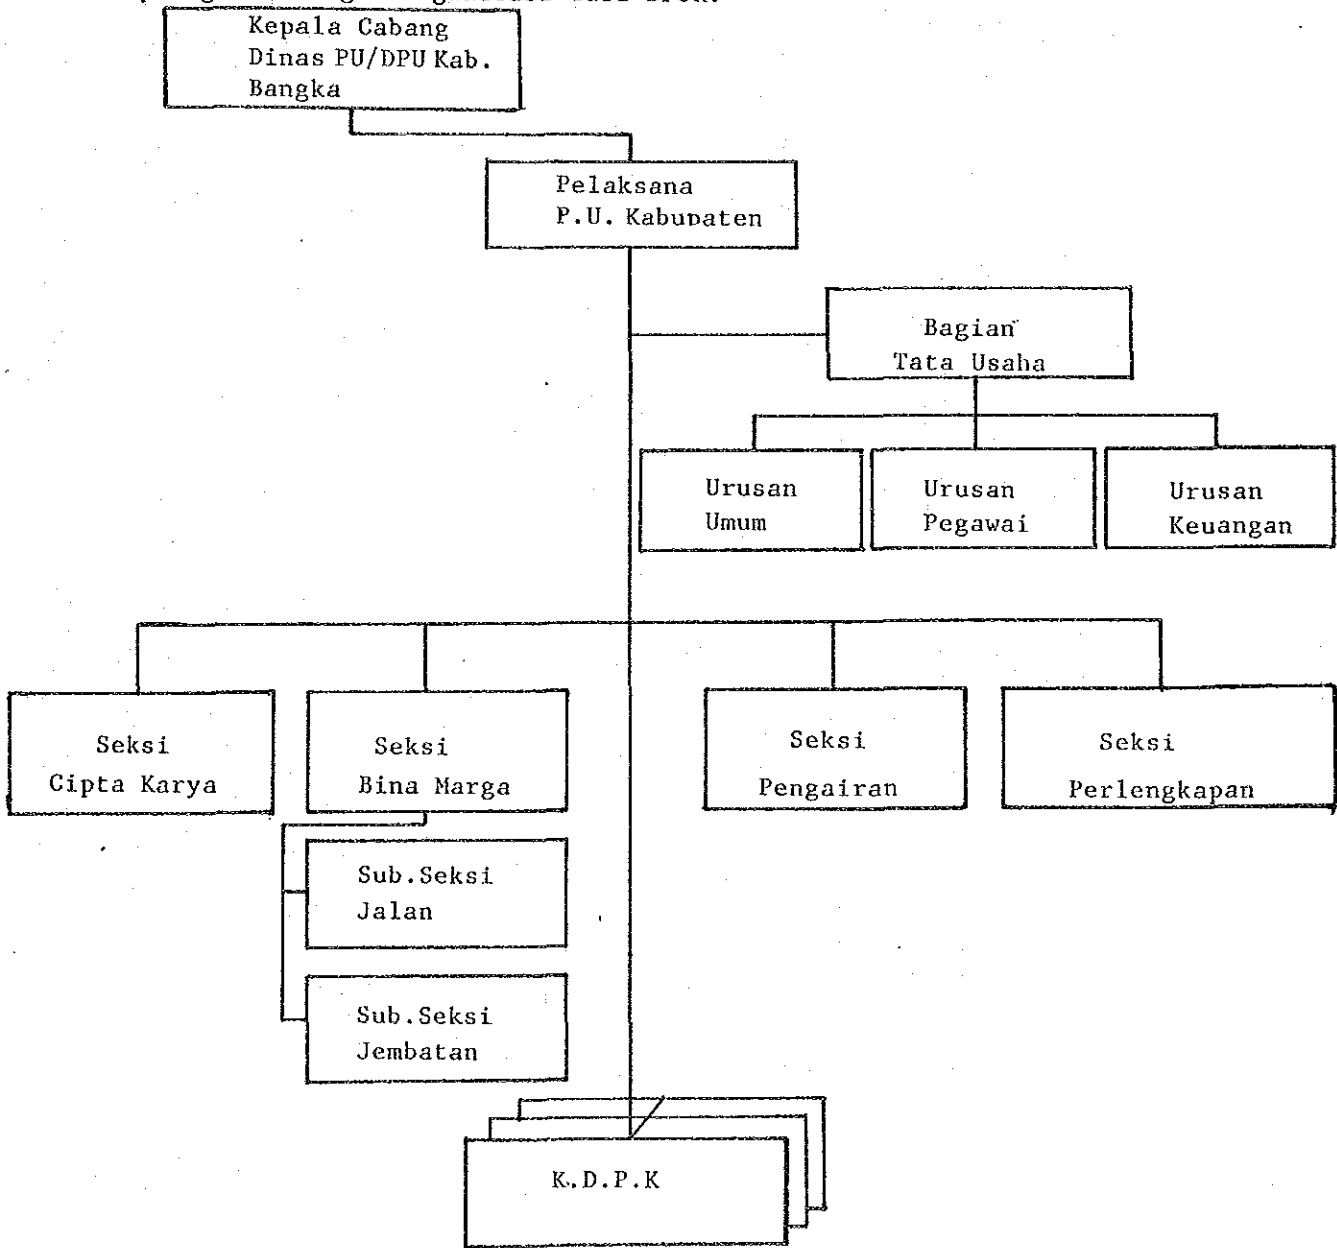 Kepala Cabang
Dinas PU/DPU Kab.
Bangka
Pelaksana
P.U. Kabupaten
Bagian
Tata Usaha
Urusan
Umum
Urusan
Pegawai
Urusan
Keuangan
Seksi
Cipta Karya
Seksi
Bina Marga
Seksi
Pengairan
Seksi
Perlengkapan
Sub.Seksi
Jalan
Sub.Seksi
Jembatan
K.D.P.K